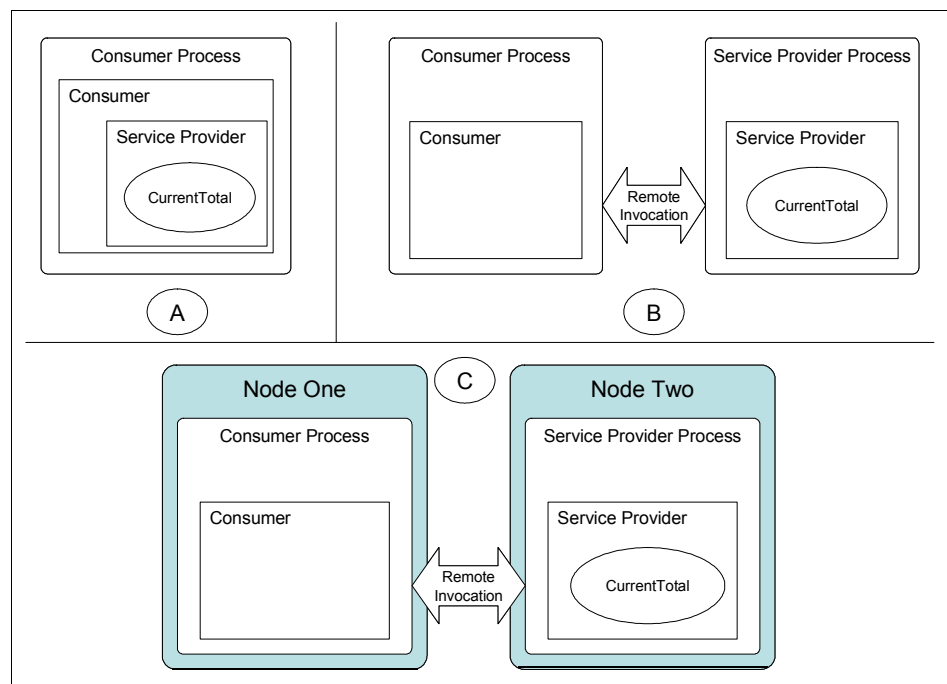 Consumer Process
Consumer
Service Provider
CurrentTotal
A
Consumer Process
Consumer
Remote
Invocation
Service Provider Process
Service Provider
CurrentTotal
B
C
Node One
Consumer Process
Consumer
Remote
Invocation
Node Two
Service Provider Process
Service Provider
CurrentTotal